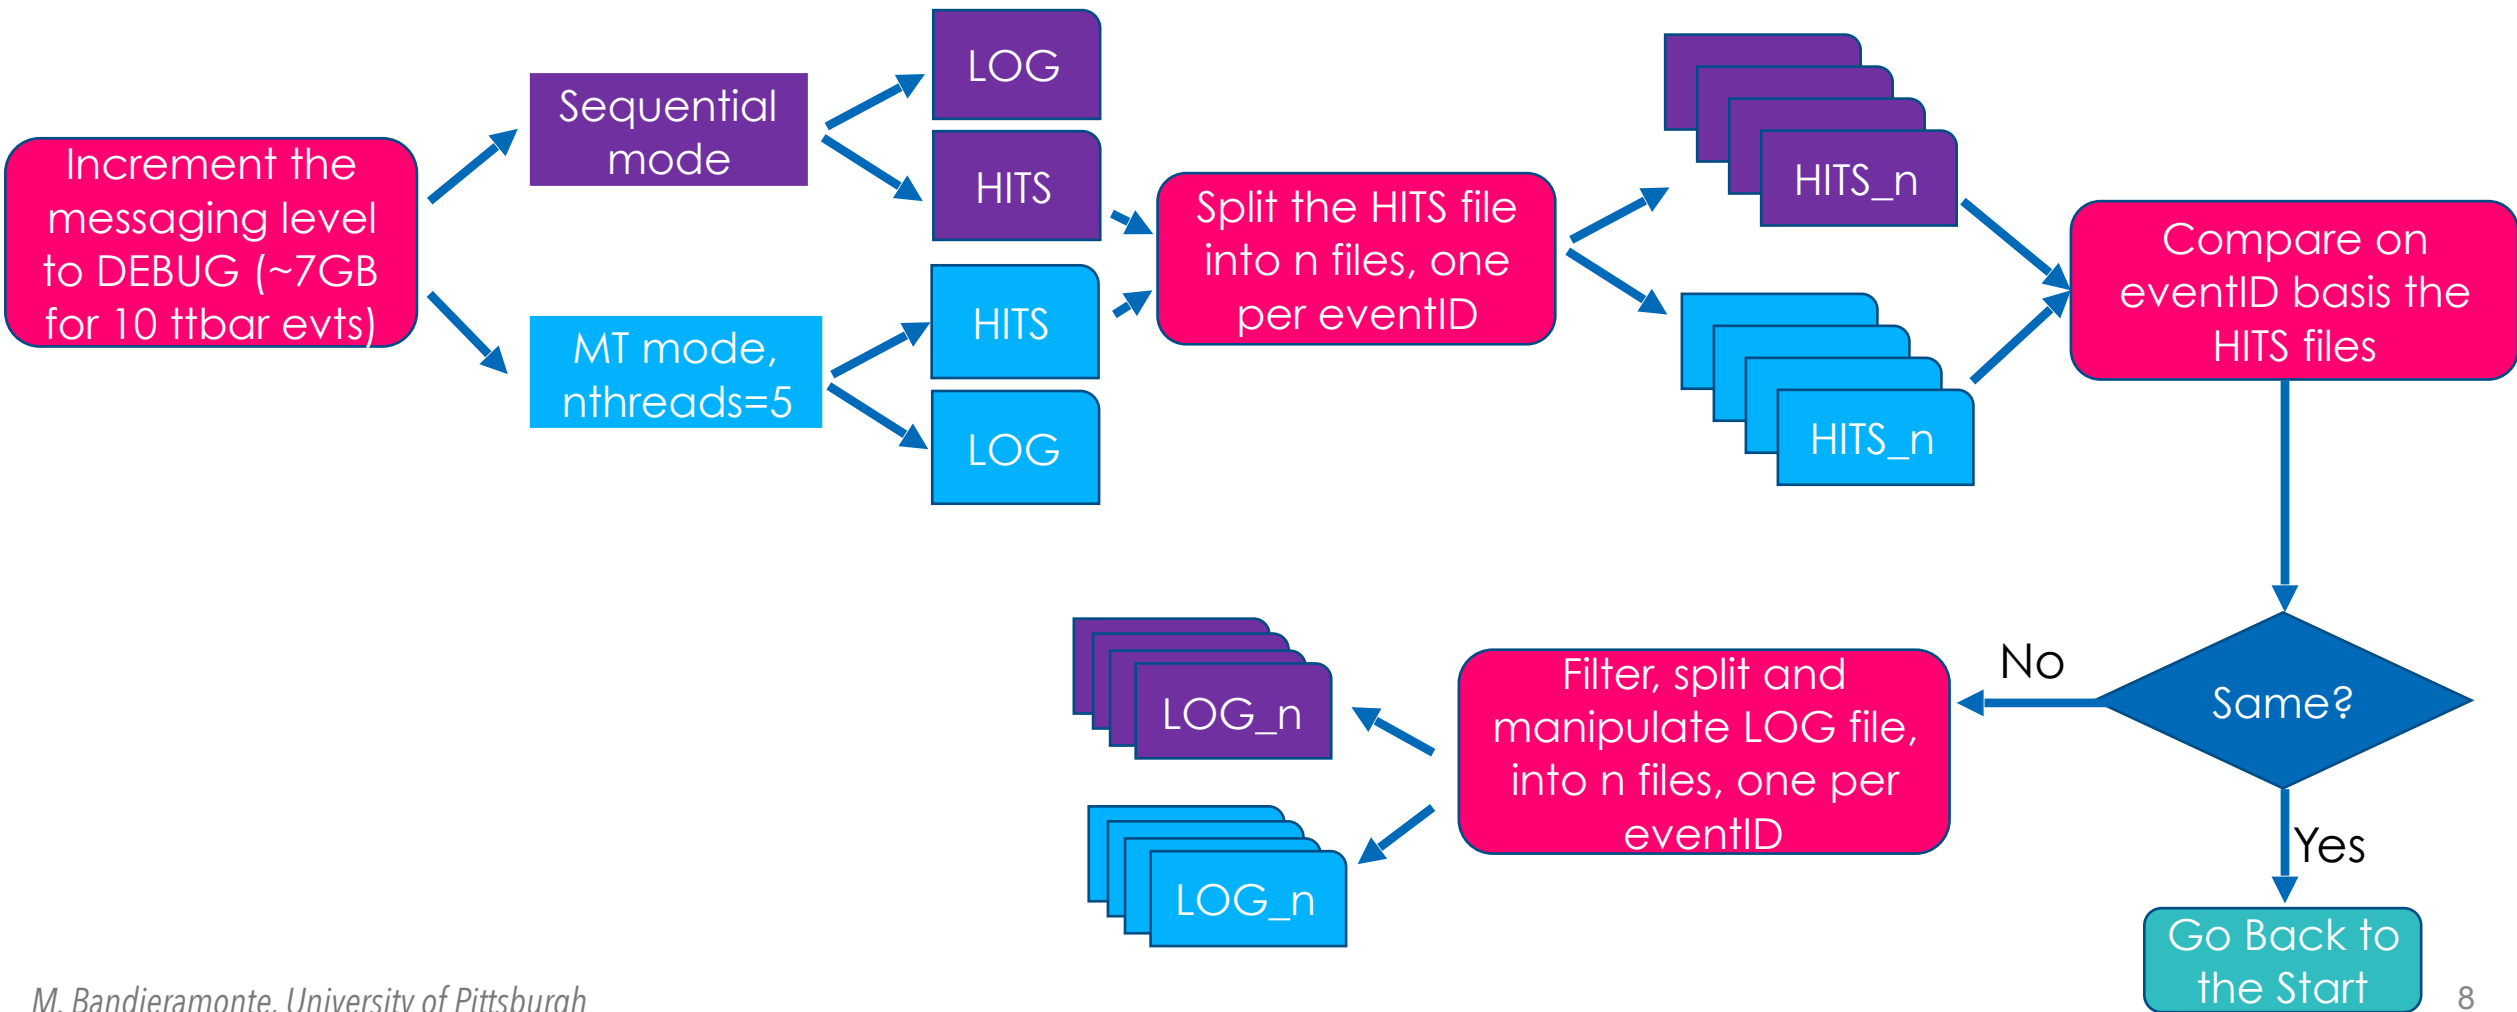 Increment the
messaging level
to DEBUG (~7GB
for 10 ttbar evts)
Sequential
mode
MT mode,
nthreads=5
LOG
HITS
HITS
LOG
Split the HITS file
into n files, one
per eventID
HITS_n
HITS_n
Compare on
eventID basis the
HITS files
Same?
No
Yes
Filter, split and
manipulate LOG file,
into n files, one per
eventID
LOG_n
LOG_n
Go Back to
the Start
M. Bandieramonte, University of Pittsburgh
8